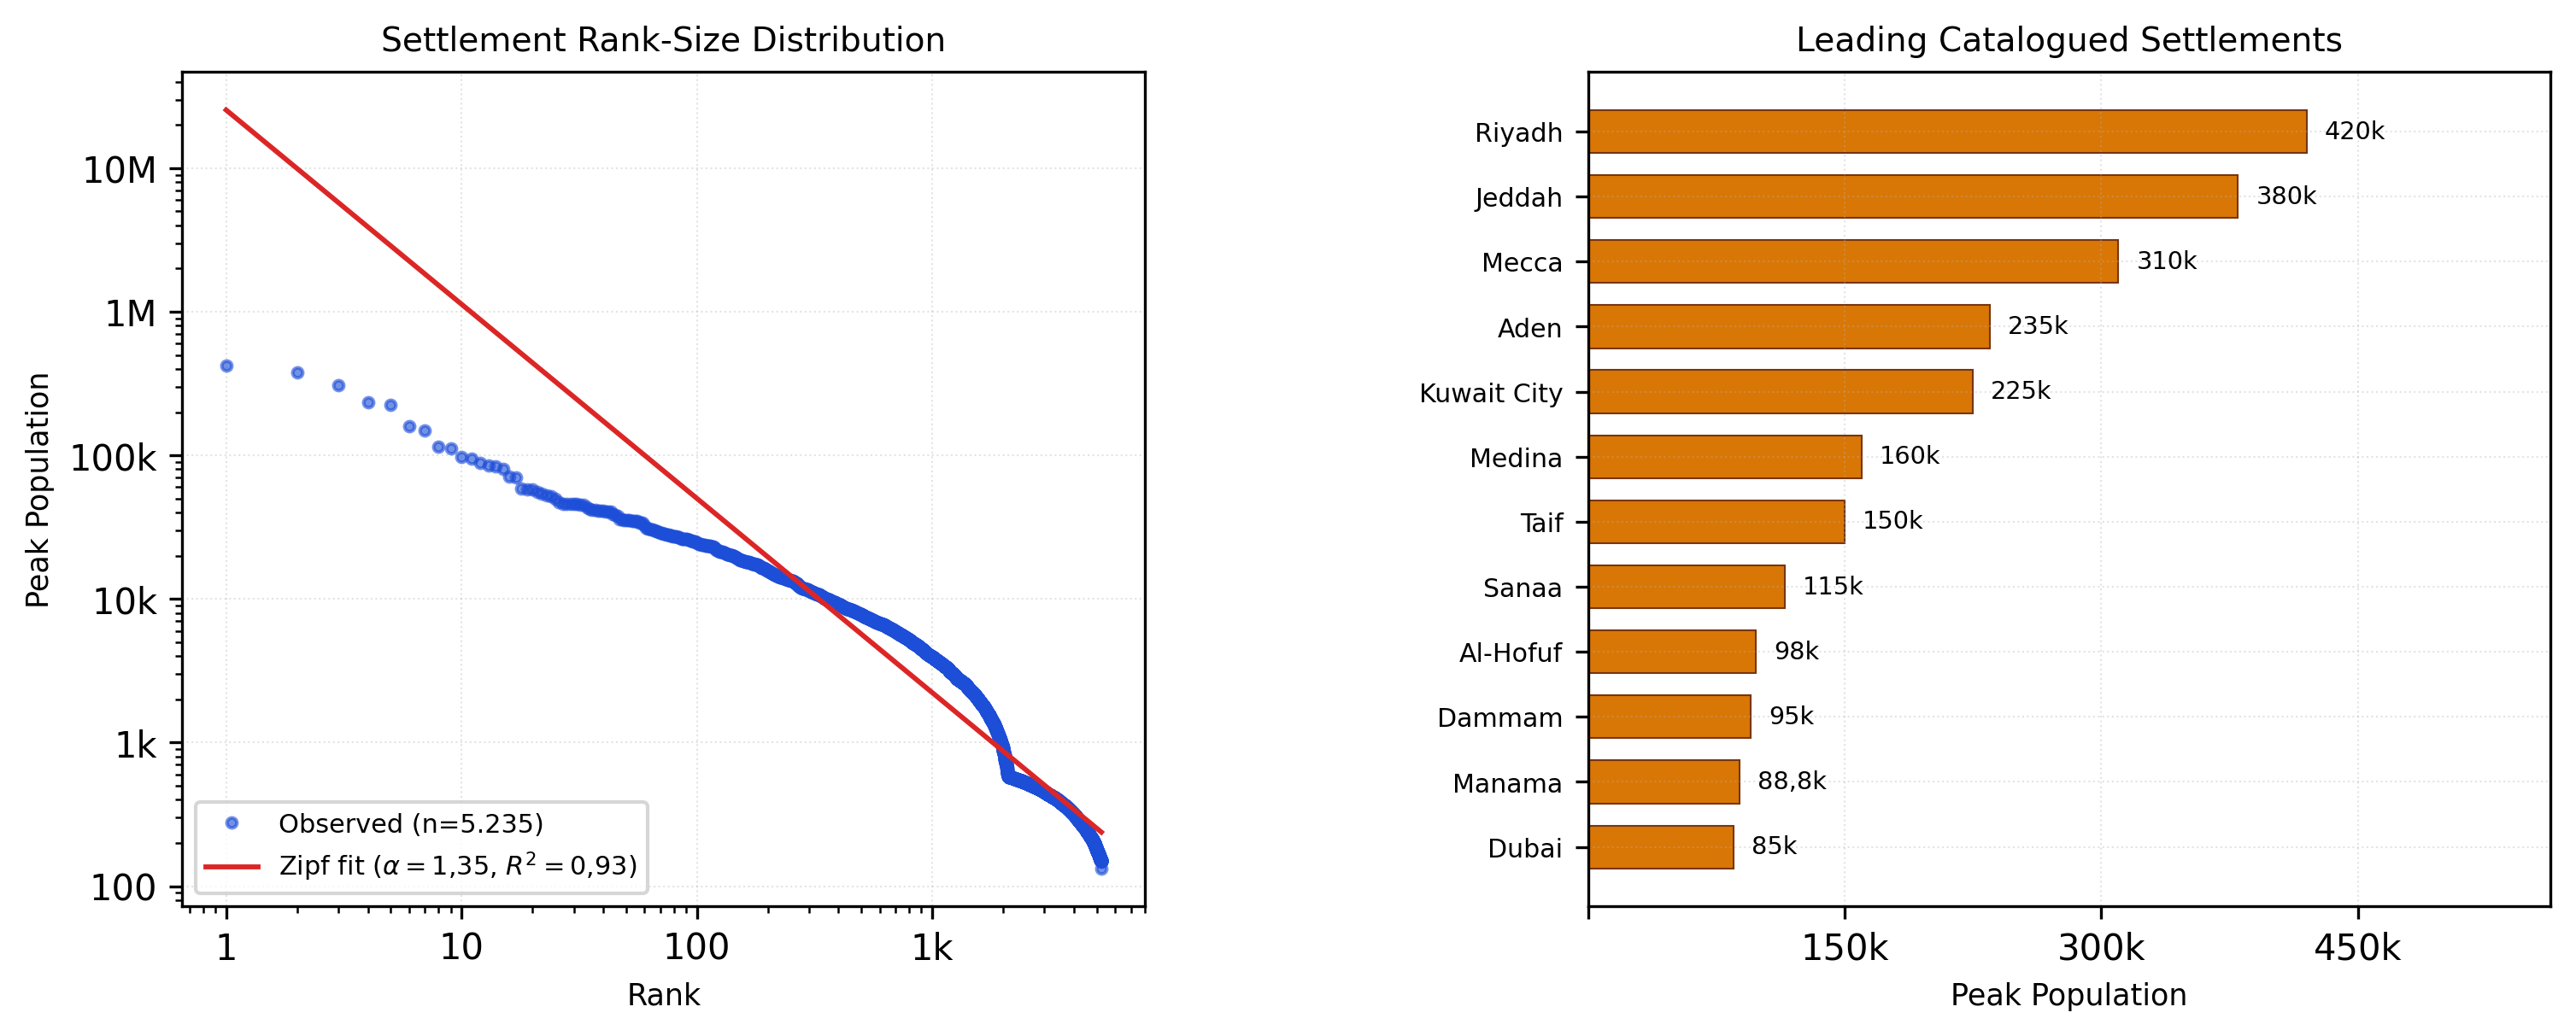 Settlement Rank-Size Distribution
Peak Population
10M
1M
100k
10k
1k
100
Observed (n=5.235)
Zipf fit (α = 1,35, R² = 0,93)
1
10
100
1k
Rank
Leading Catalogued Settlements
Riyadh
420k
Jeddah
380k
Mecca
310k
Aden
235k
Kuwait City
225k
Medina
160k
Taif
150k
Sanaa
115k
Al-Hofuf
98k
Dammam
95k
Manama
88,8k
Dubai
85k
150k
300k
450k
Peak Population